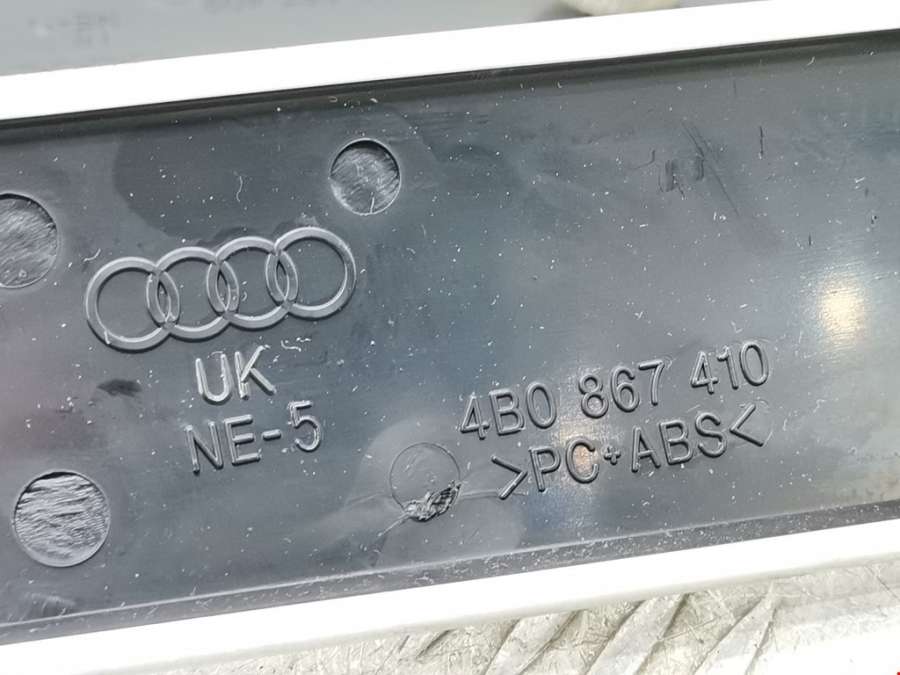 UK
NE-5
4B0 867 410
>PC+ABS<